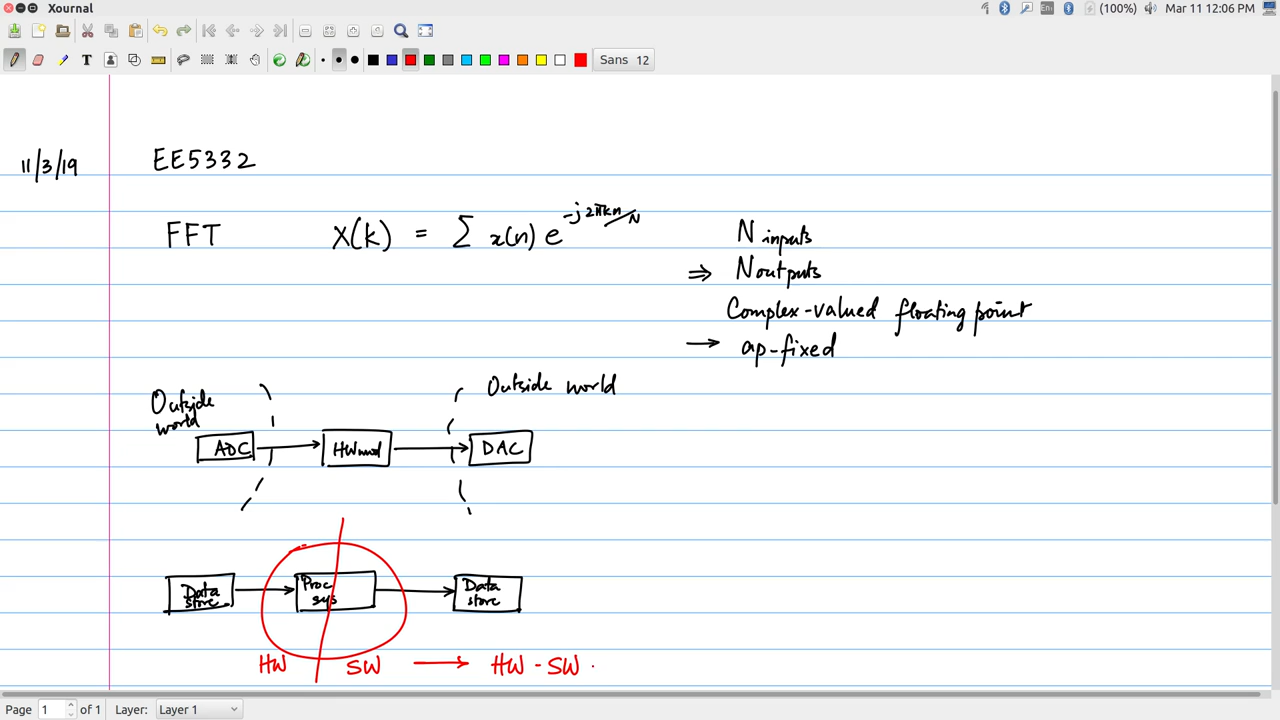 Xournal
(100%) Mar 11 12:06 PM
Sans 12
11/3/19 EE5332
FFT X(k) = Σ x(n) e^-j2πkn/N
N inputs
⇒ N outputs
Complex-valued floating point
→ ap-fixed
Outside world
Outside world
ADC → HW mod → DAC
Data store → Proc sys → Data store
HW SW → HW - SW .
Page 1 of 1 Layer: Layer 1